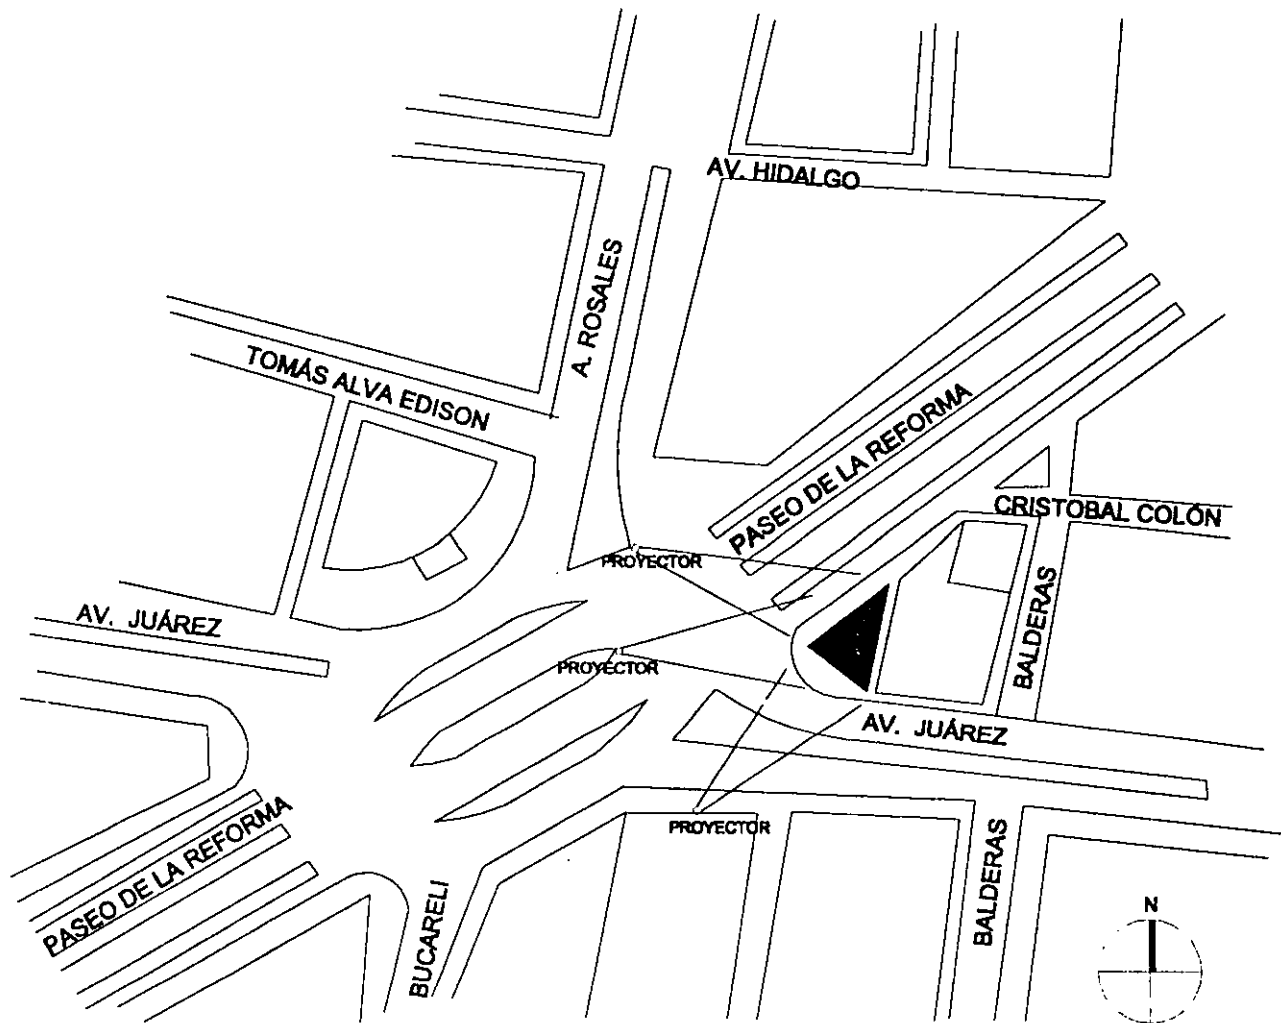 AV. HIDALGO
A. ROSALES
TOMÁS ALVA EDISON
PASEO DE LA REFORMA
CRISTOBAL COLÓN
PROYECTOR
BALDERAS
AV. JUÁREZ
PROYECTOR
AV. JUÁREZ
PROYECTOR
PASEO DE LA REFORMA
BUCARELI
BALDERAS
N